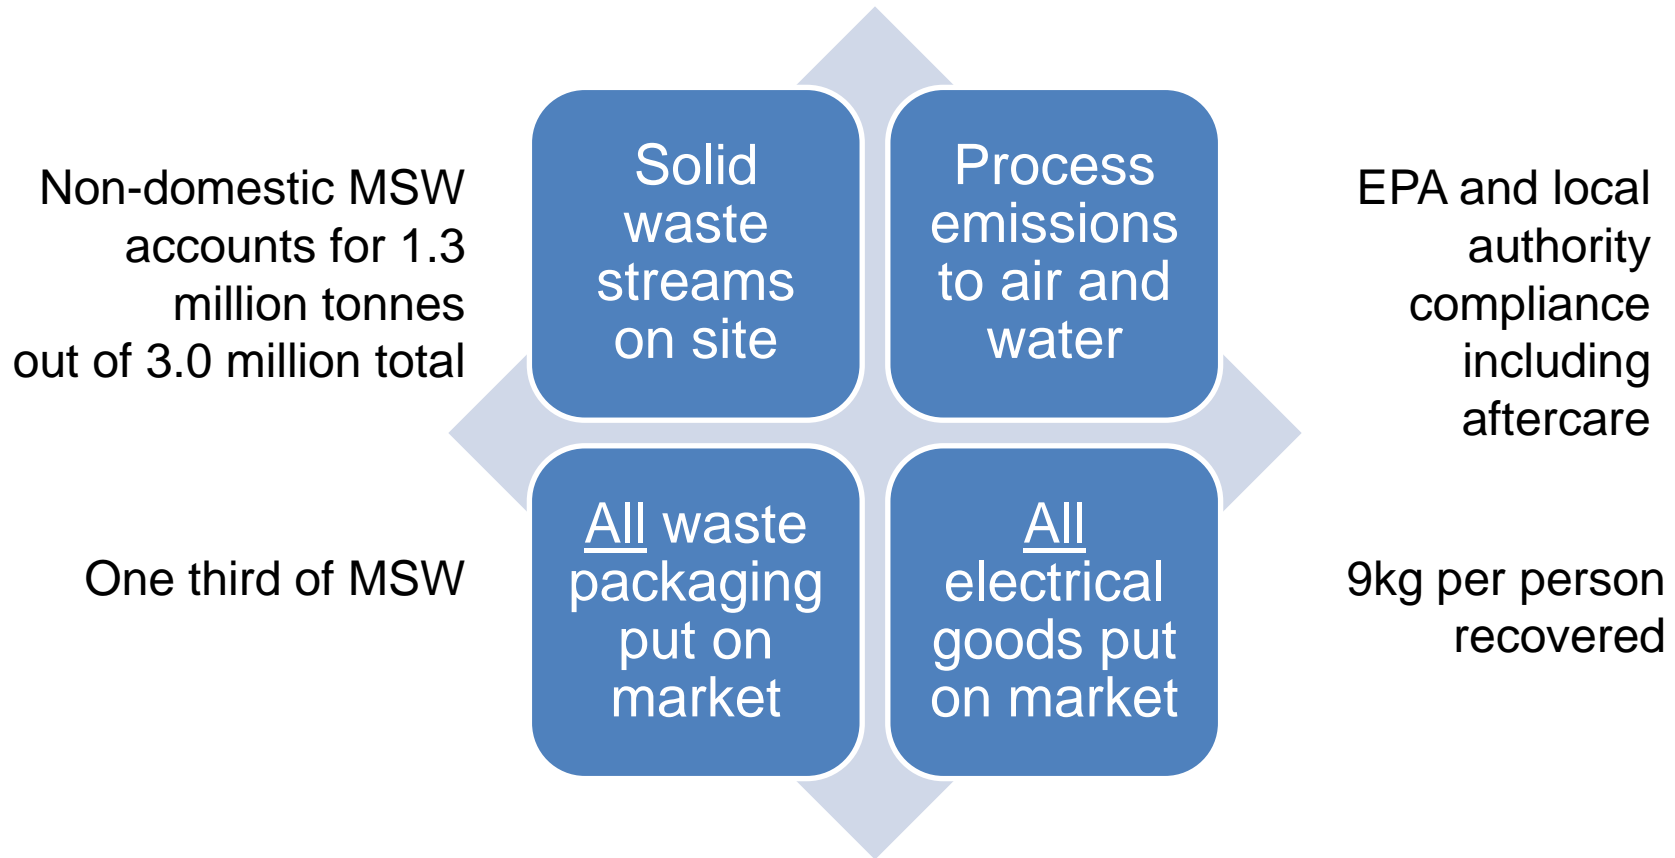 Non-domestic MSW
accounts for 1.3
million tonnes
out of 3.0 million total
Solid
waste
streams
on site
Process
emissions
to air and
water
EPA and local
authority
compliance
including
aftercare
One third of MSW
All waste
packaging
put on
market
All
electrical
goods put
on market
9kg per person
recovered